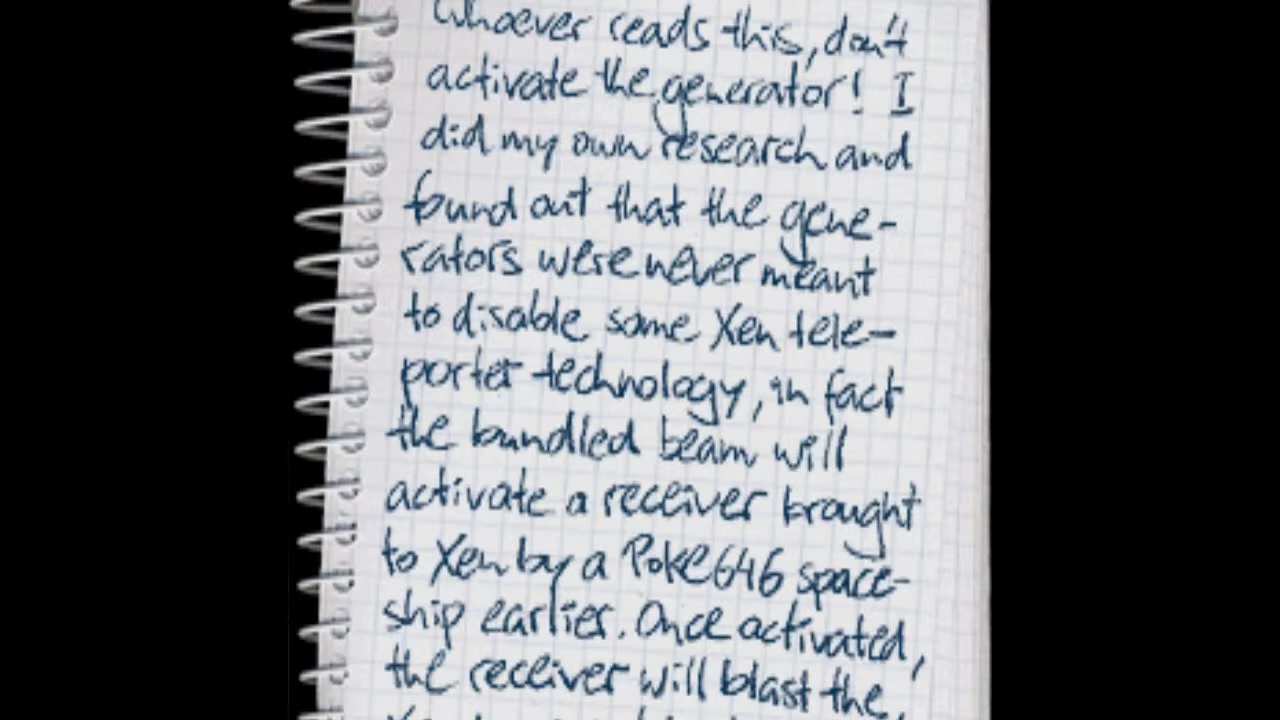 Whoever reads this, don't
activate the generator! I
did my own research and
found out that the gene-
rators were never meant
to disable some Xen tele-
porter technology, in fact
the bundled beam will
activate a receiver brought
to Xen by a Poke646 space-
ship earlier. Once activated,
the receiver will blast the